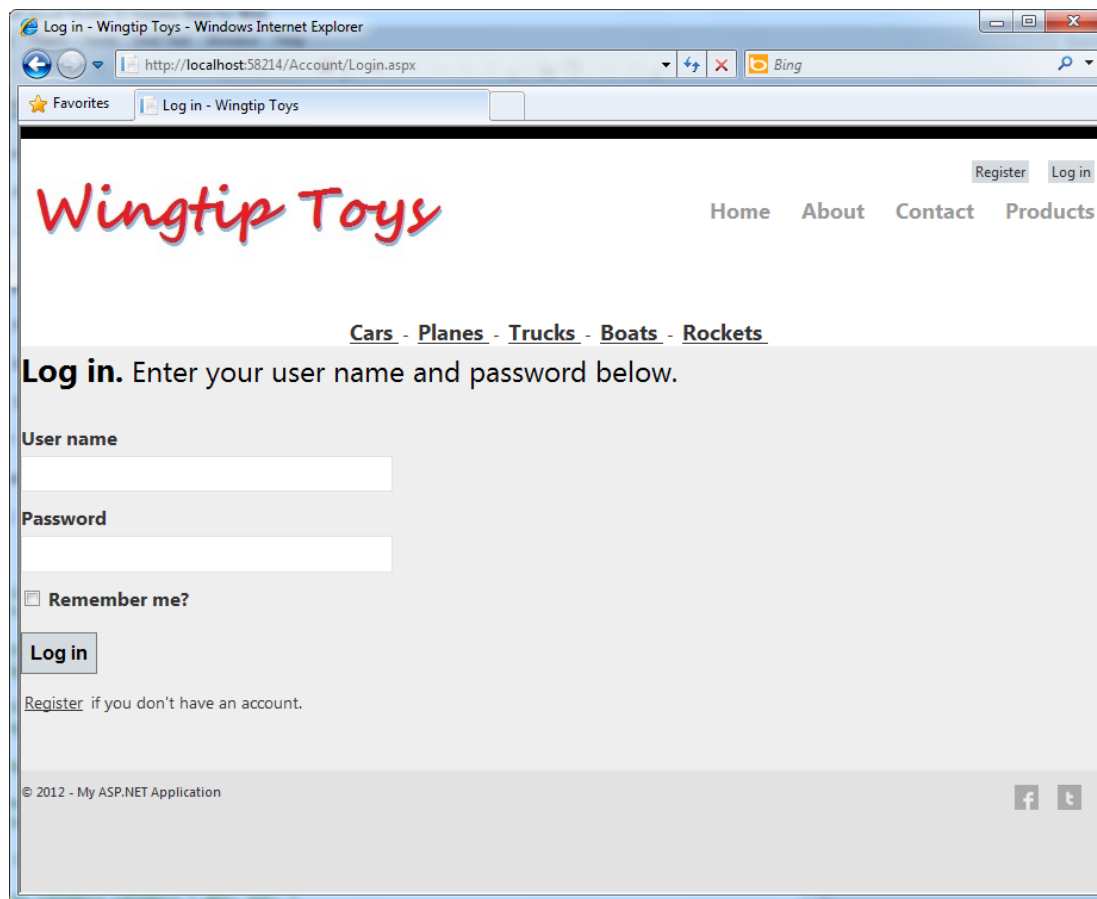 Log in - Wingtip Toys - Windows Internet Explorer
http://localhost:58214/Account/Login.aspx
Bing
Favorites
Log in - Wingtip Toys
Register Log in
Wingtip Toys
Home About Contact Products
Cars - Planes - Trucks - Boats - Rockets
Log in. Enter your user name and password below.
User name
Password
Remember me?
Log in
Register if you don't have an account.
© 2012 - My ASP.NET Application